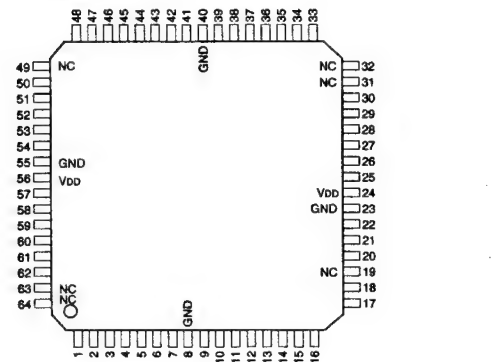 48 47 46 45 44 43 42 41 40 39 38 37 36 35 34 33
GND
49 NC NC 32
50 NC 31
51 30
52 29
53 28
54 27
55 GND 26
56 VDD 25
57 VDD 24
58 GND 23
59 22
60 21
61 20
62 NC 19
63 NC 18
64 NC 17
GND
1 2 3 4 5 6 7 8 9 10 11 12 13 14 15 16